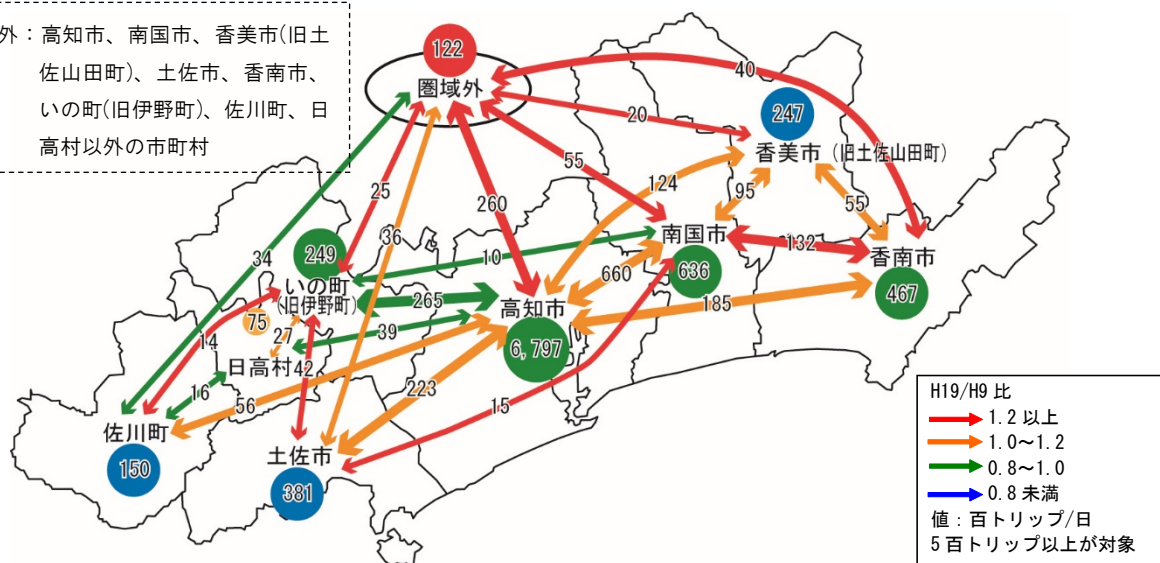 外：高知市、南国市、香美市(旧土
佐山田町)、土佐市、香南市、
いの町(旧伊野町)、佐川町、日
高村以外の市町村
122
圏域外
40
20
247
香美市（旧土佐山田町）
55
124
95
55
25
260
36
34
249
10
南国市
132
香南市
636
467
いの町
(旧伊野町)
265
高知市
660
185
6,797
75
27
39
14
日高村
42
16
56
223
15
佐川町
150
土佐市
381
H19/H9 比
1.2 以上
1.0～1.2
0.8～1.0
0.8 未満
値：百トリップ/日
5 百トリップ以上が対象